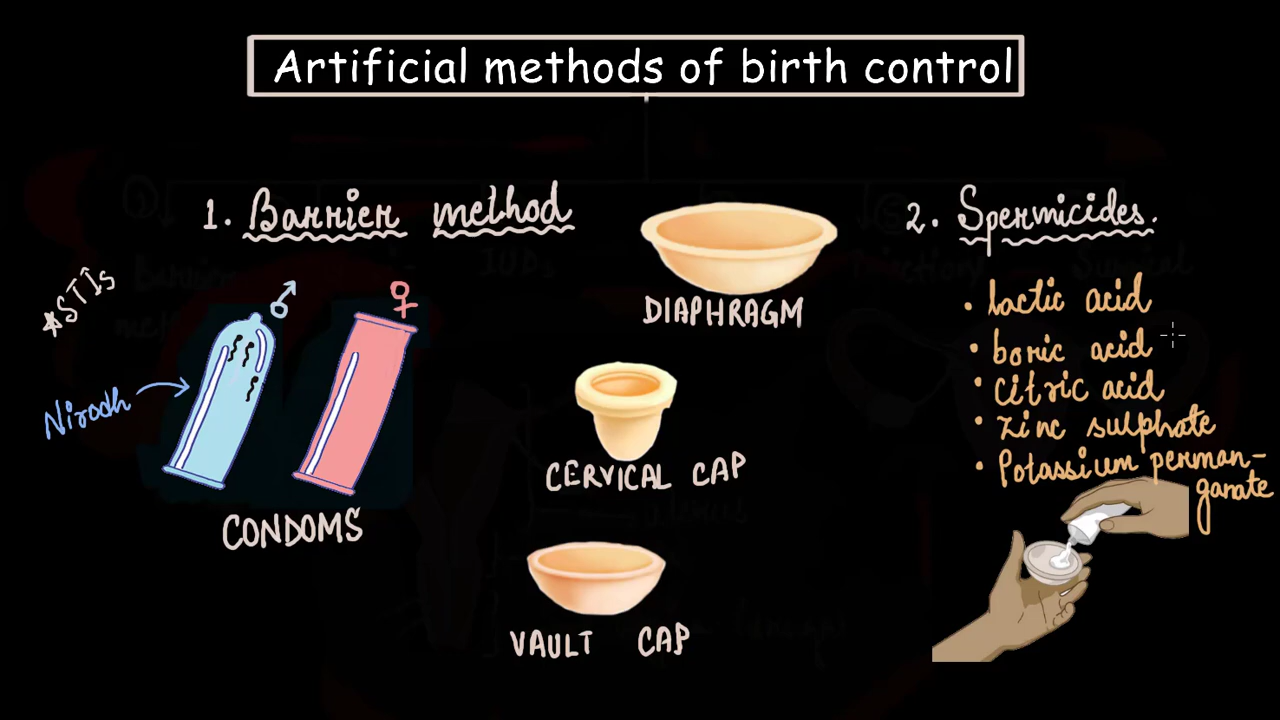 Artificial methods of birth control
1. Barrier method
2. Spermicides.
*STIs
♂
♀
Nirodh
CONDOMS
DIAPHRAGM
CERVICAL CAP
VAULT CAP
• lactic acid
• boric acid
• citric acid
• zinc sulphate
• Potassium perman-
ganate